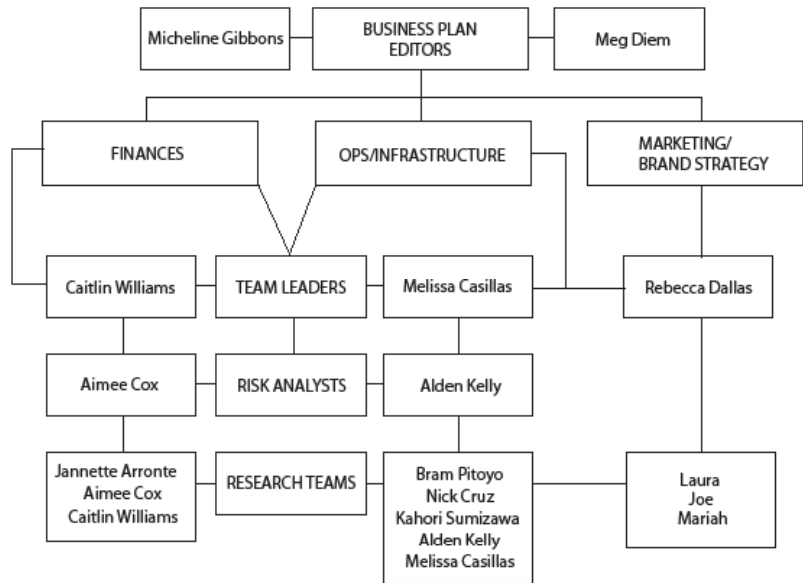 Micheline Gibbons
BUSINESS PLAN
EDITORS
Meg Diem
FINANCES
OPS/INFRASTRUCTURE
MARKETING/
BRAND STRATEGY
Caitlin Williams
TEAM LEADERS
Melissa Casillas
Rebecca Dallas
Aimee Cox
RISK ANALYSTS
Alden Kelly
Jannette Arronte
Aimee Cox
Caitlin Williams
RESEARCH TEAMS
Bram Pitoyo
Nick Cruz
Kahori Sumizawa
Alden Kelly
Melissa Casillas
Laura
Joe
Mariah